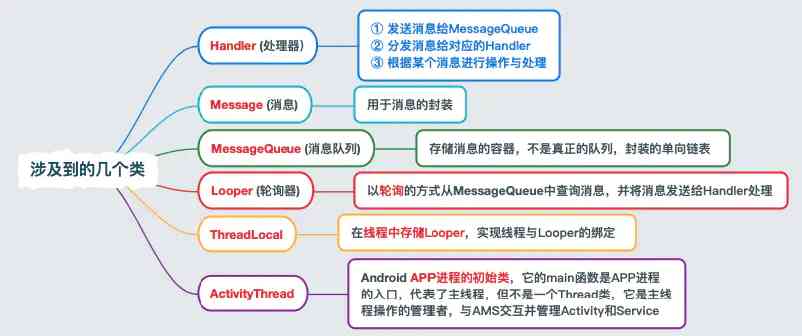 涉及到的几个类
Handler (处理器)
① 发送消息给MessageQueue
② 分发消息给对应的Handler
③ 根据某个消息进行操作与处理
Message (消息)
用于消息的封装
MessageQueue (消息队列)
存储消息的容器，不是真正的队列，封装的单向链表
Looper (轮询器)
以轮询的方式从MessageQueue中查询消息，并将消息发送给Handler处理
ThreadLocal
在线程中存储Looper，实现线程与Looper的绑定
ActivityThread
Android APP进程的初始类，它的main函数是APP进程
的入口，代表了主线程，但不是一个Thread类，它是主线
程操作的管理者，与AMS交互并管理Activity和Service